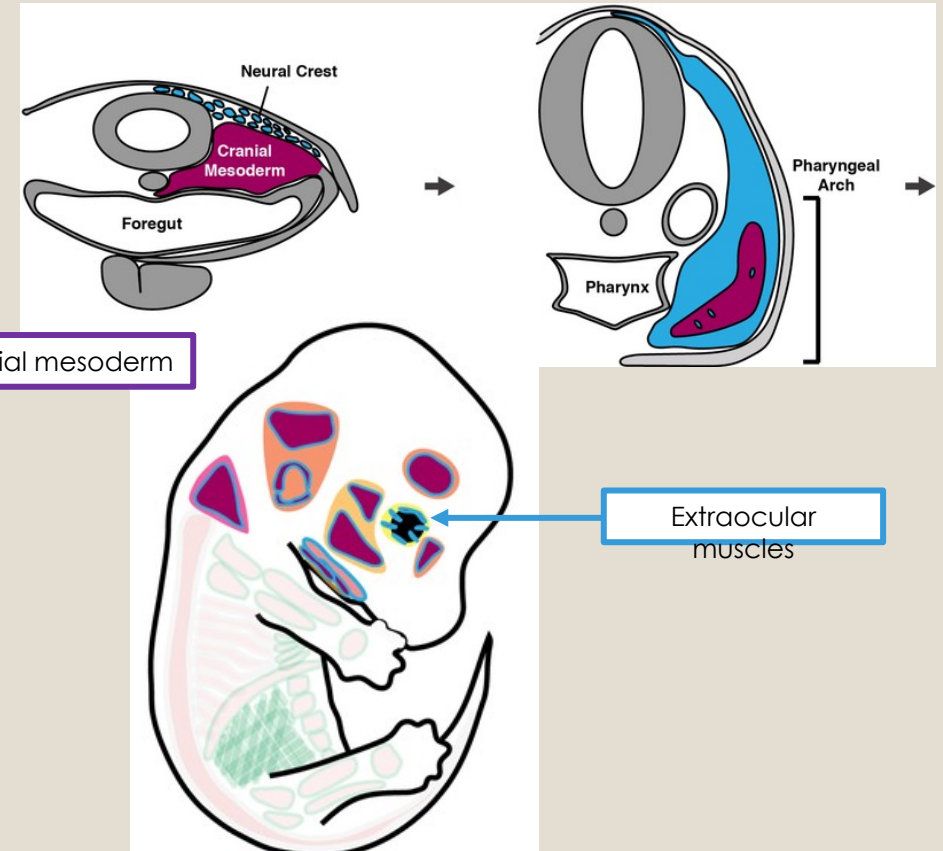 Neural Crest
Cranial
Mesoderm
Foregut
Pharyngeal
Arch
Pharynx
ial mesoderm
Extraocular
muscles